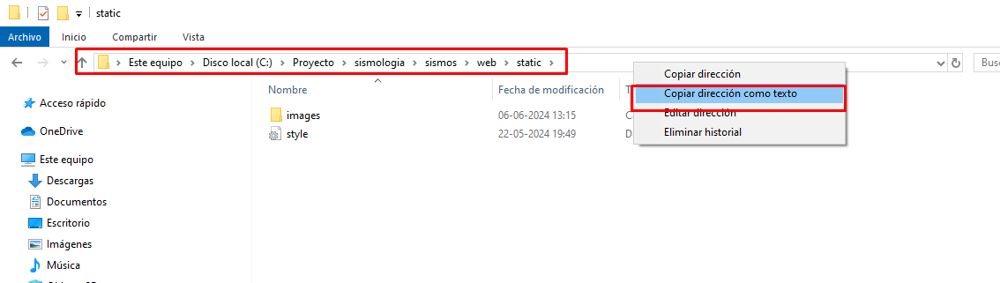 static
Archivo Inicio Compartir Vista
Este equipo > Disco local (C:) > Proyecto > sismologia > sismos > web > static >
Nombre Fecha de modificación
images 06-06-2024 13:15
style 22-05-2024 19:49
Copiar dirección
Copiar dirección como texto
Editar dirección
Eliminar historial
Acceso rápido
OneDrive
Este equipo
Descargas
Documentos
Escritorio
Imágenes
Música